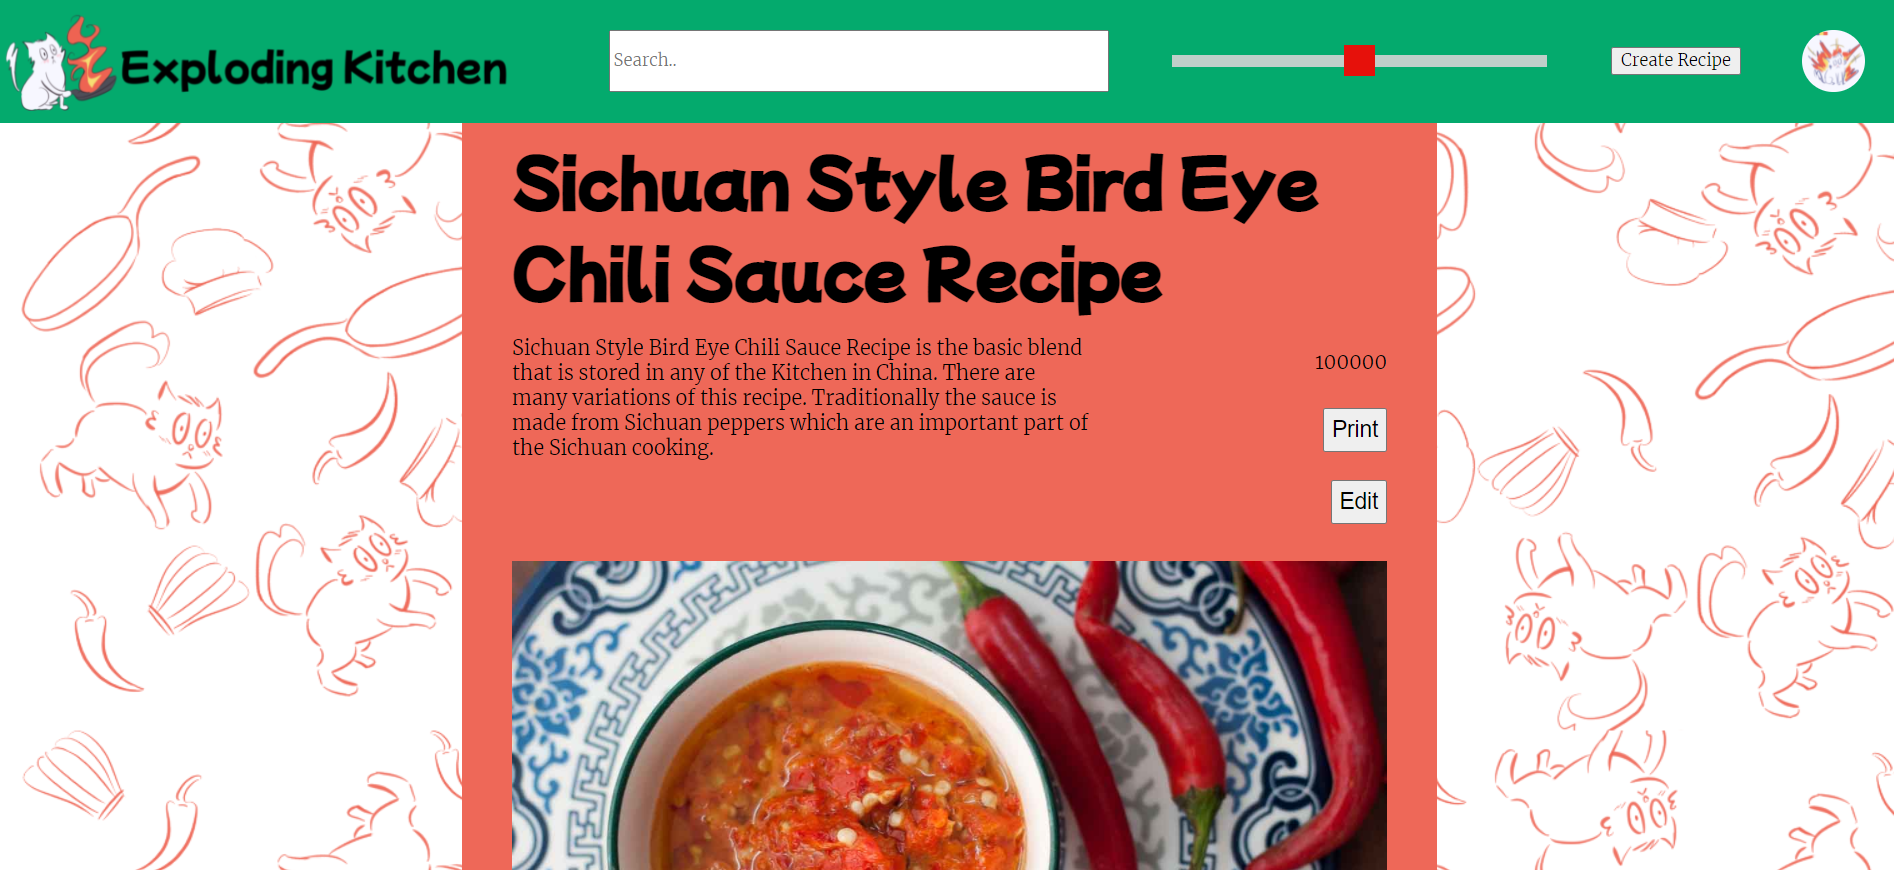 Exploding Kitchen
Search..
Create Recipe
Sichuan Style Bird Eye
Chili Sauce Recipe
Sichuan Style Bird Eye Chili Sauce Recipe is the basic blend
that is stored in any of the Kitchen in China. There are
many variations of this recipe. Traditionally the sauce is
made from Sichuan peppers which are an important part of
the Sichuan cooking.
100000
Print
Edit